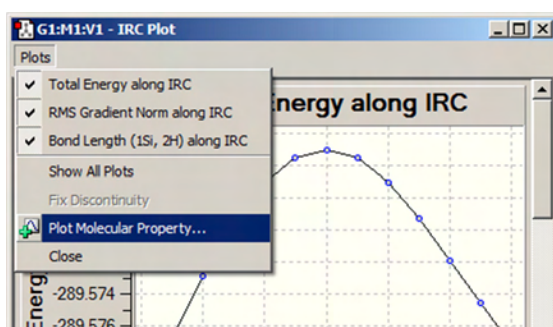 G1:M1:V1 - IRC Plot
Plots
Total Energy along IRC
RMS Gradient Norm along IRC
Bond Length (1Si, 2H) along IRC
Show All Plots
Fix Discontinuity
Plot Molecular Property...
Close
nergy along IRC
Energy
-289.574
-289.576